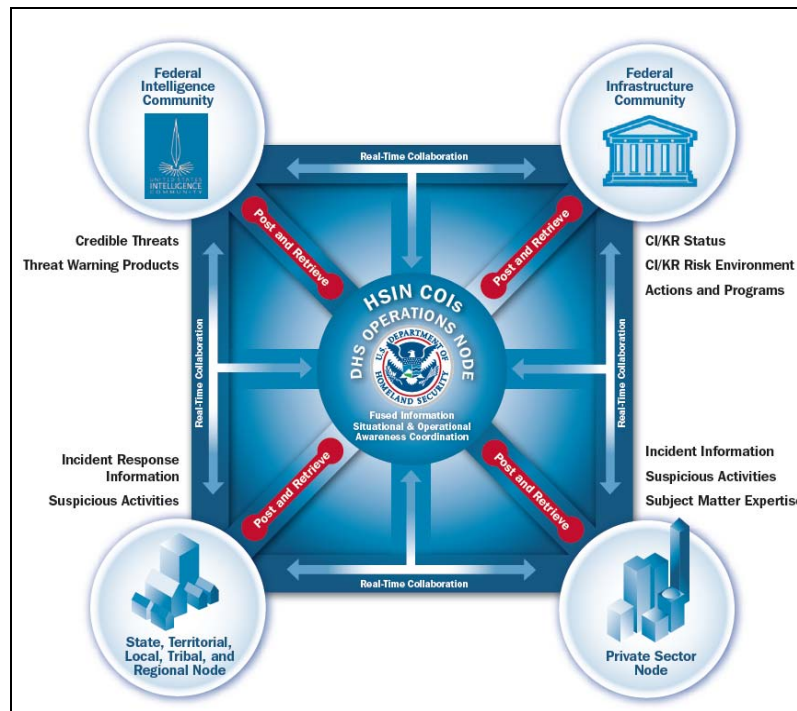 Federal
Intelligence
Community
UNITED STATES
INTELLIGENCE
COMMUNITY
Federal
Infrastructure
Community
Real-Time Collaboration
Post and Retrieve
Post and Retrieve
Credible Threats
Threat Warning Products
CI/KR Status
CI/KR Risk Environment
Actions and Programs
Real-Time Collaboration
Real-Time Collaboration
HSIN COIs
DHS OPERATIONS NODE
U.S. DEPARTMENT OF
HOMELAND SECURITY
Fused Information
Situational & Operational
Awareness Coordination
Incident Response
Information
Suspicious Activities
Incident Information
Suspicious Activities
Subject Matter Expertise
Post and Retrieve
Post and Retrieve
Real-Time Collaboration
State, Territorial,
Local, Tribal, and
Regional Node
Private Sector
Node